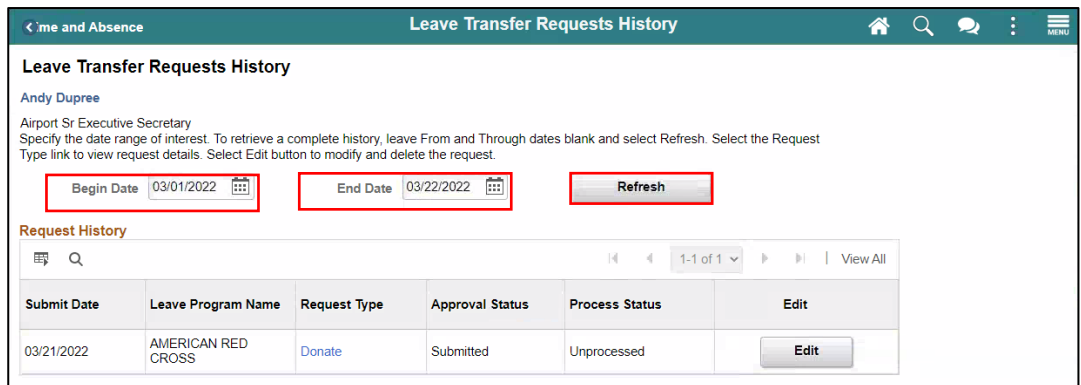 ime and Absence
Leave Transfer Requests History
MENU
Leave Transfer Requests History
Andy Dupree
Airport Sr Executive Secretary
Specify the date range of interest. To retrieve a complete history, leave From and Through dates blank and select Refresh. Select the Request
Type link to view request details. Select Edit button to modify and delete the request.
Begin Date 03/01/2022 End Date 03/22/2022 Refresh
Request History
1-1 of 1 | View All
Submit Date Leave Program Name Request Type Approval Status Process Status Edit
03/21/2022 AMERICAN RED CROSS Donate Submitted Unprocessed Edit